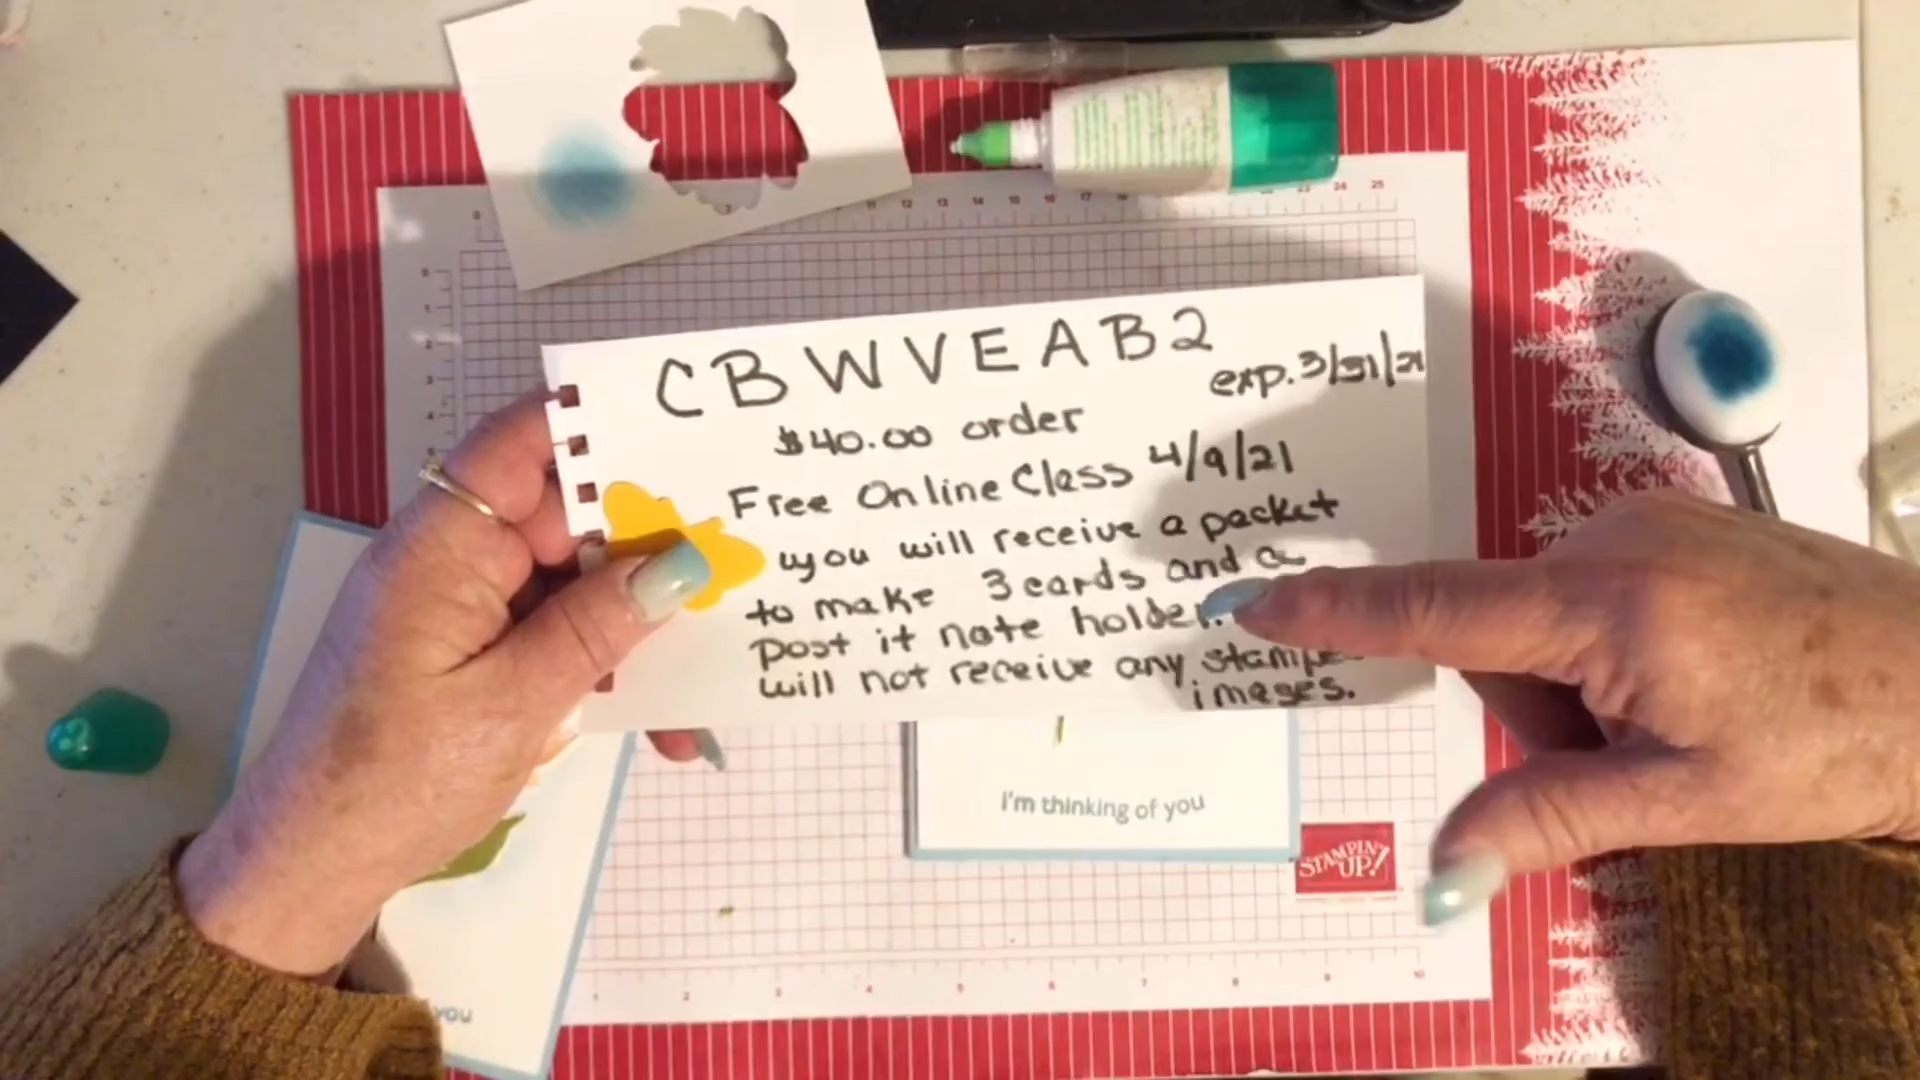 CBWVEAB2
exp. 3/31/21
$40.00 order
Free Online Class 4/9/21
you will receive a packet
to make 3 cards and a
post it note holder.
will not receive any
images.
i'm thinking of you
STAMPIN' UP!
you